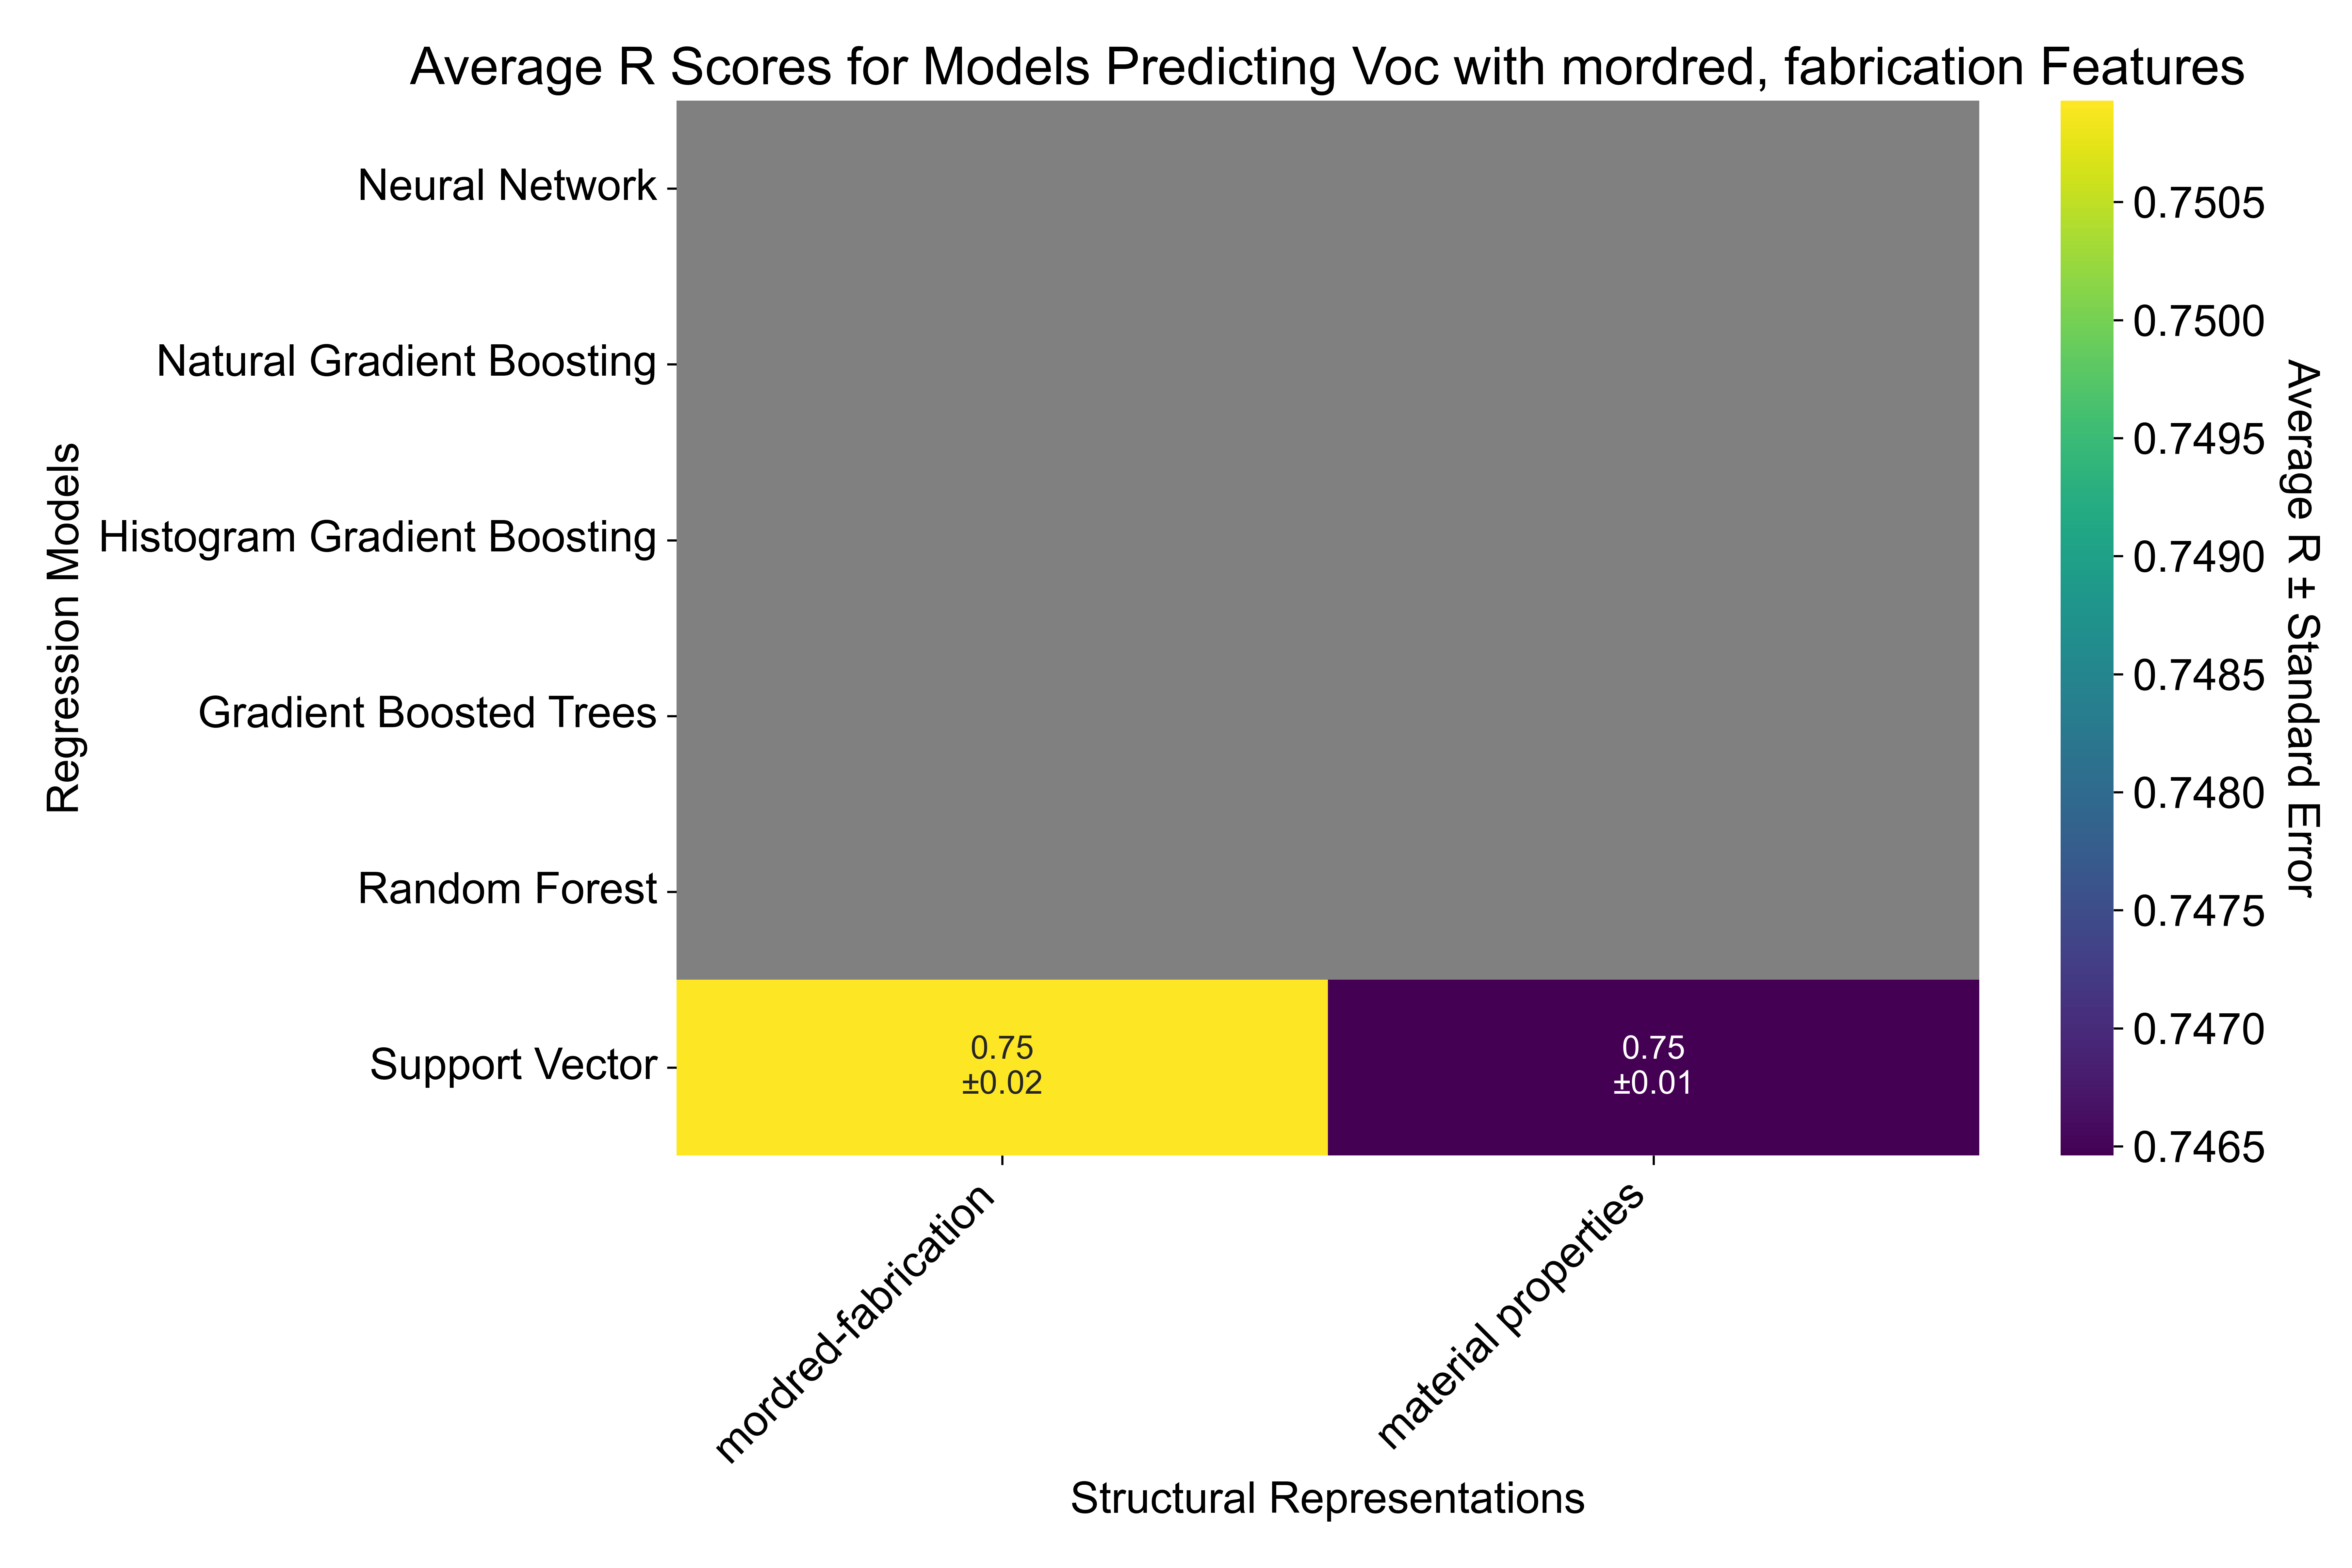 Average R Scores for Models Predicting Voc with mordred, fabrication Features
Regression Models
Neural Network
Natural Gradient Boosting
Histogram Gradient Boosting
Gradient Boosted Trees
Random Forest
Support Vector
0.75
±0.02
0.75
±0.01
mordred-fabrication
material properties
Structural Representations
0.7505
0.7500
0.7495
0.7490
0.7485
0.7480
0.7475
0.7470
0.7465
Average R ± Standard Error